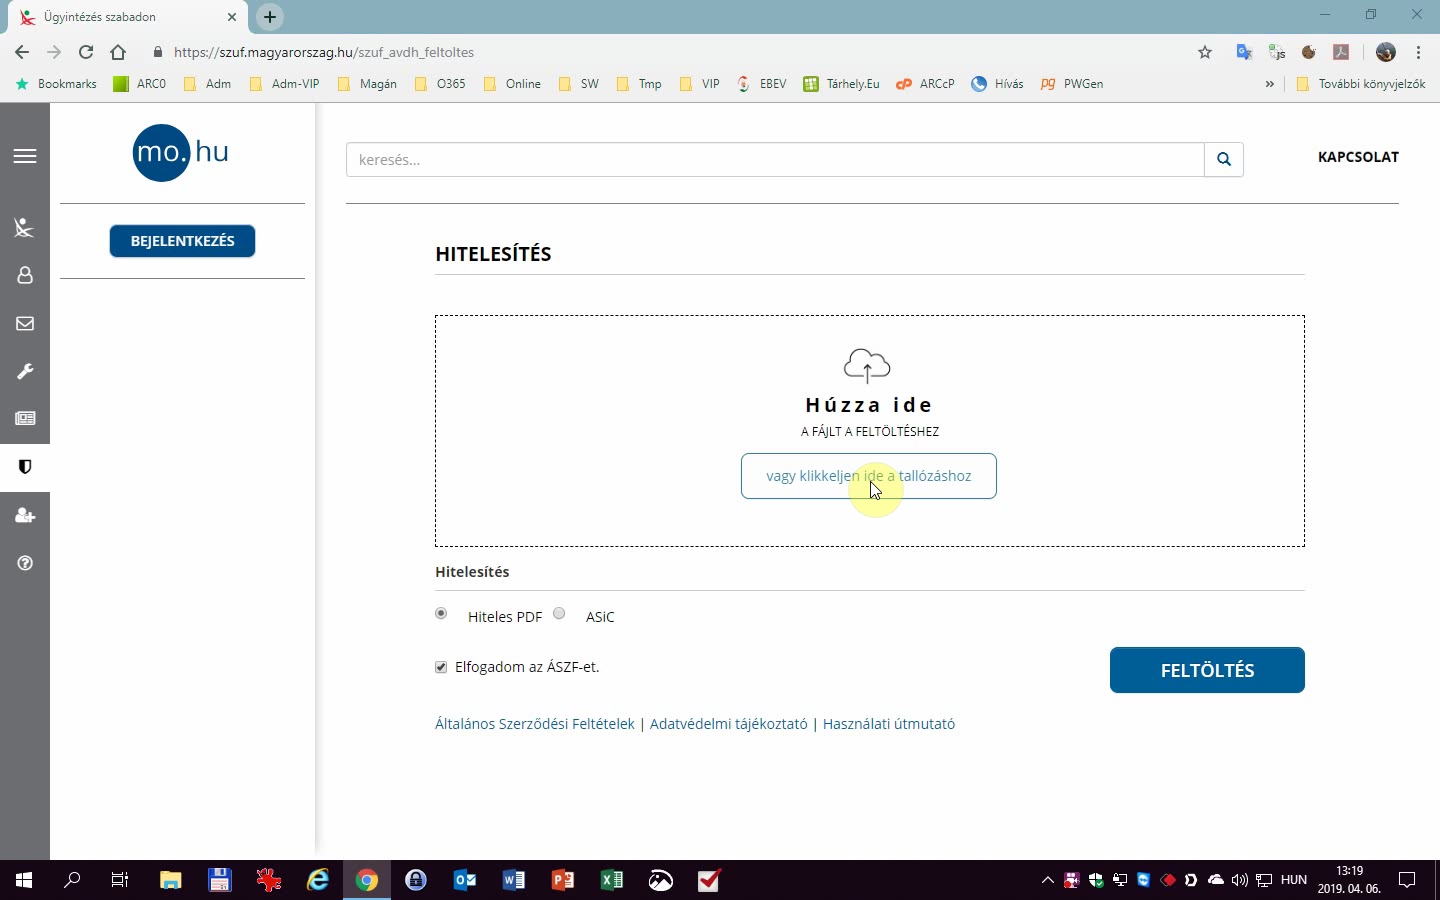 Ügyintézés szabadon
https://szuf.magyarorszag.hu/szuf_avdh_feltoltes
Bookmarks ARC0 Adm Adm-VIP Magán O365 Online SW Tmp VIP EBEV Tárhely.Eu ARCcP Hívás PWGen » További könyvjelzők
mo.hu
keresés...
KAPCSOLAT
BEJELENTKEZÉS
HITELESÍTÉS
Húzza ide
A FÁJLT A FELTÖLTÉSHEZ
vagy klikkeljen ide a tallózáshoz
Hitelesítés
Hiteles PDF ASiC
Elfogadom az ÁSZF-et.
FELTÖLTÉS
Általános Szerződési Feltételek | Adatvédelmi tájékoztató | Használati útmutató
HUN
13:19
2019. 04. 06.